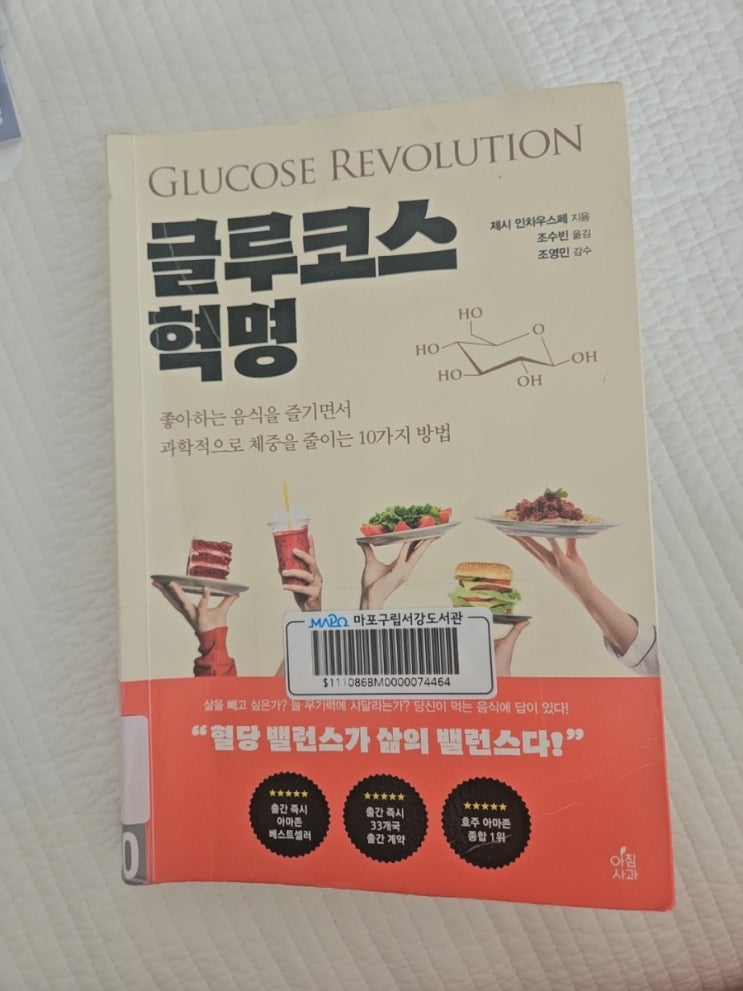 GLUCOSE REVOLUTION
글루코스
혁명
제시 인차우스페 지음
조수빈 옮김
조영민 감수
HO
HO
O
HO
OH
OH
좋아하는 음식을 즐기면서
과학적으로 체중을 줄이는 10가지 방법
MAPO 마포구립서강도서관
$111086BM0000074464
살을 빼고 싶은가? 늘 무기력에 시달리는가? 당신이 먹는 음식에 답이 있다!
“혈당 밸런스가 삶의 밸런스다!”
★★★★★
출간 즉시
아마존
베스트셀러
★★★★★
출간 즉시
33개국
출간 계약
★★★★★
호주 아마존
종합 1위
아침
사과
0